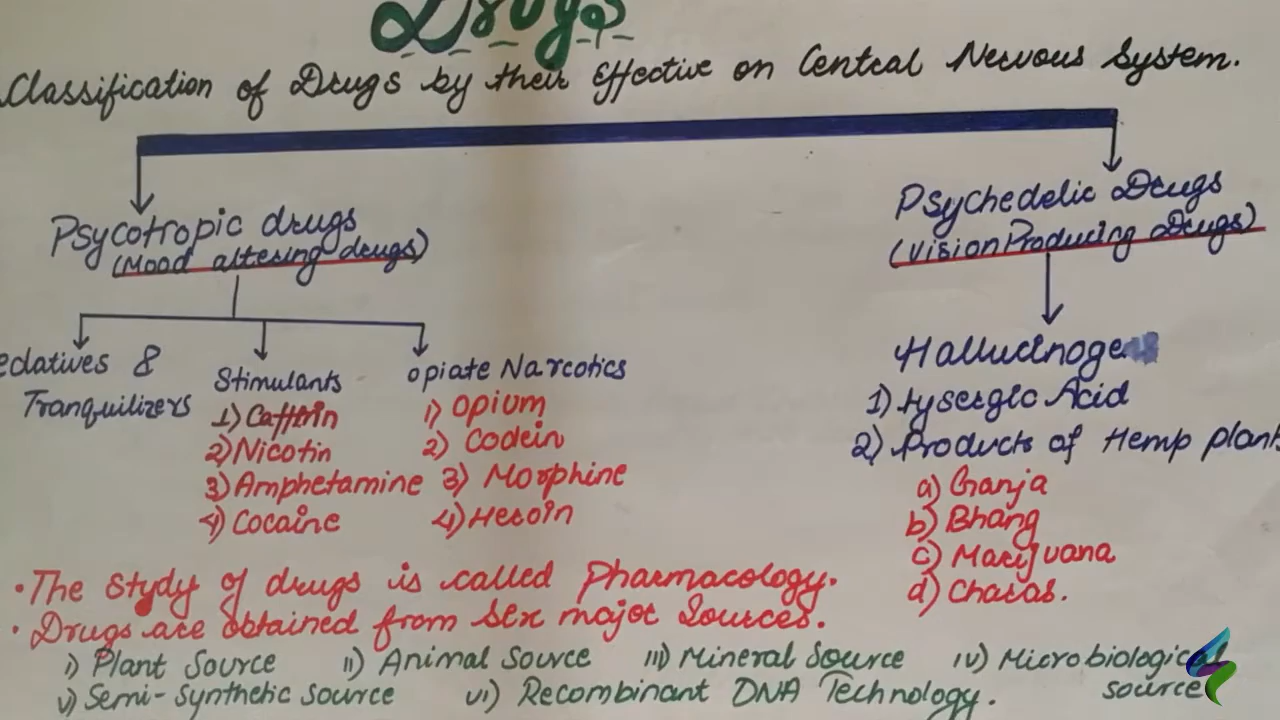 Drugs
Classification of Drugs by their Effective on Central Nervous System.
Psycotropic drugs
(Mood altering drugs)
Psychedelic Drugs
(Vision Producing Drugs)
edatives &
Tranquilizers
Stimulants
1) Caffein
2) Nicotin
3) Amphetamine
4) Cocaine
opiate Narcotics
1) Opium
2) Codein
3) Morphine
4) Heroin
Hallucinoge
1) Lysergic Acid
2) Products of Hemp plant
a) Ganja
b) Bhang
c) Marijuana
d) Charas.
• The study of drugs is called Pharmacology.
• Drugs are obtained from six major Sources.
i) Plant Source ii) Animal Source iii) Mineral Source iv) Microbiological source
v) Semi-Synthetic Source vi) Recombinant DNA Technology.